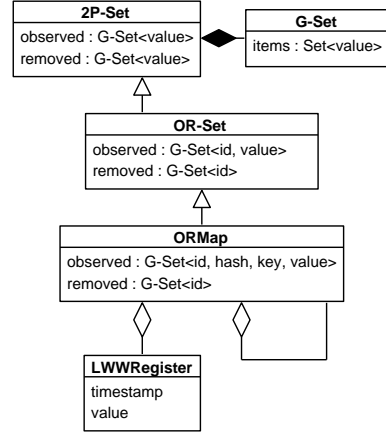 2P-Set
observed : G-Set<value>
removed : G-Set<value>
G-Set
items : Set<value>
OR-Set
observed : G-Set<id, value>
removed : G-Set<id>
ORMap
observed : G-Set<id, hash, key, value>
removed : G-Set<id>
LWWRegister
timestamp
value